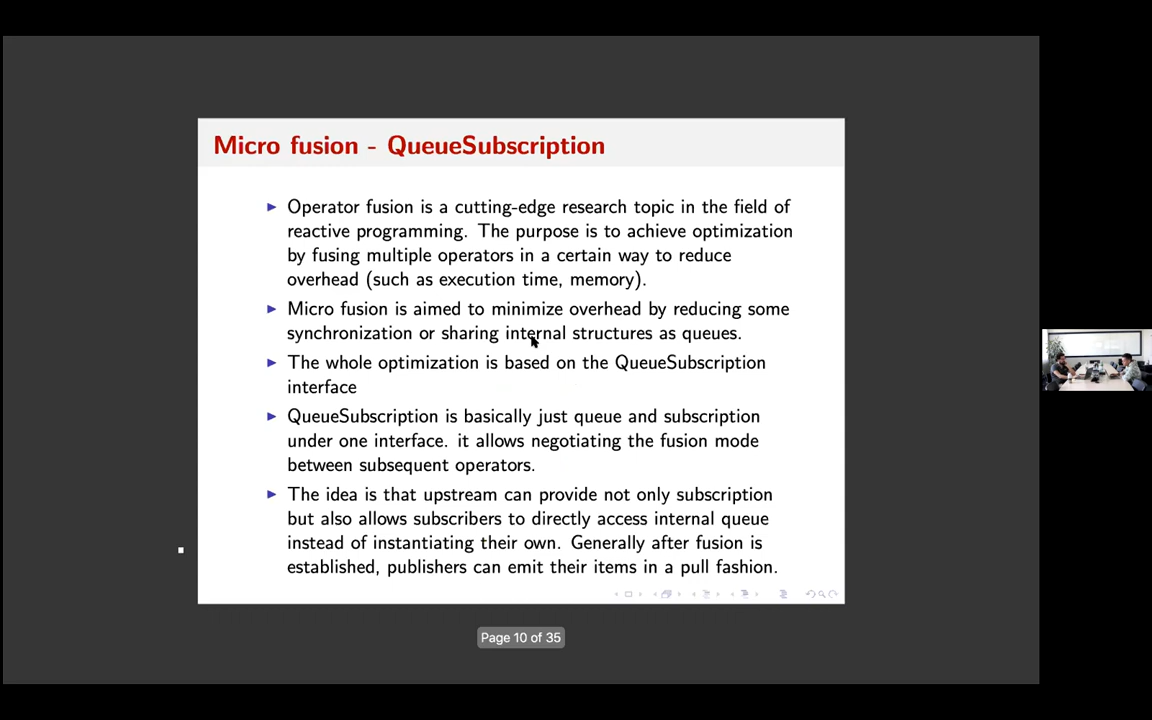 Micro fusion - QueueSubscription
Operator fusion is a cutting-edge research topic in the field of
reactive programming. The purpose is to achieve optimization
by fusing multiple operators in a certain way to reduce
overhead (such as execution time, memory).
Micro fusion is aimed to minimize overhead by reducing some
synchronization or sharing internal structures as queues.
The whole optimization is based on the QueueSubscription
interface
QueueSubscription is basically just queue and subscription
under one interface. it allows negotiating the fusion mode
between subsequent operators.
The idea is that upstream can provide not only subscription
but also allows subscribers to directly access internal queue
instead of instantiating their own. Generally after fusion is
established, publishers can emit their items in a pull fashion.
Page 10 of 35